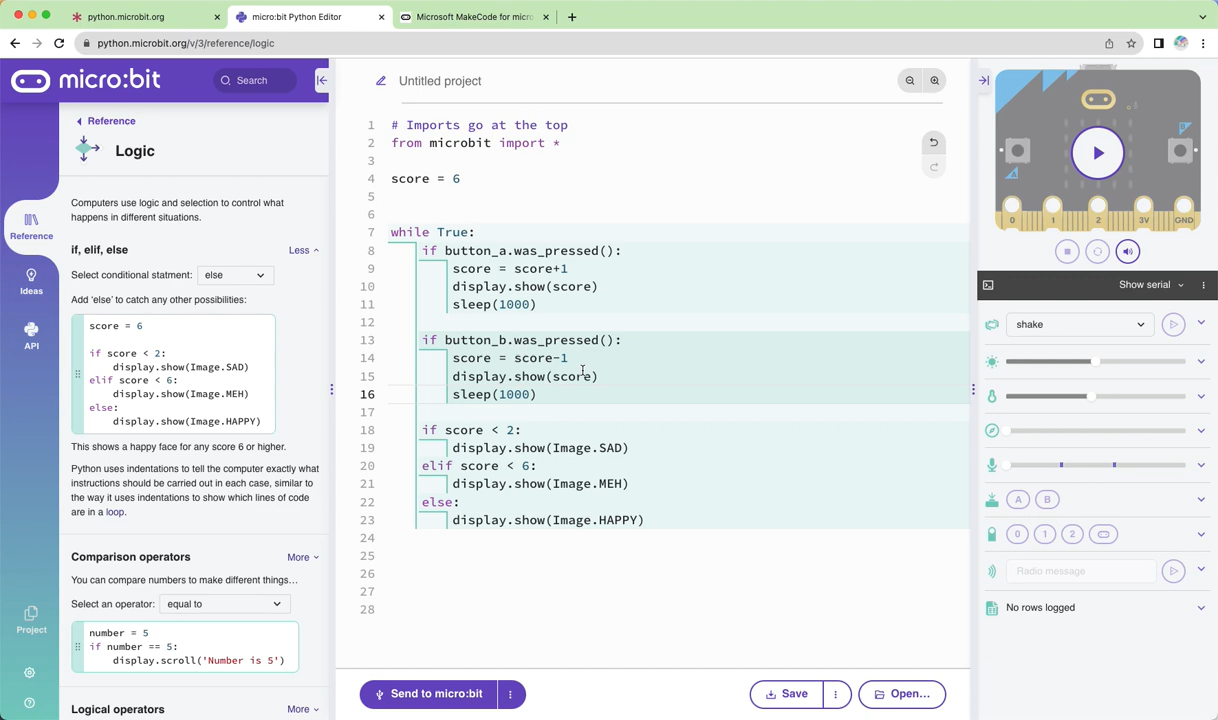 python.microbit.org
micro:bit Python Editor
Microsoft MakeCode for micro
python.microbit.org/v/3/reference/logic
micro:bit
Search
Reference
Logic
Computers use logic and selection to control what
happens in different situations.
if, elif, else
Less
Select conditional statment:
else
Add 'else' to catch any other possibilities:
score = 6
if score < 2:
display.show(Image.SAD)
elif score < 6:
display.show(Image.MEH)
else:
display.show(Image.HAPPY)
This shows a happy face for any score 6 or higher.
Python uses indentations to tell the computer exactly what
instructions should be carried out in each case, similar to
the way it uses indentations to show which lines of code
are in a loop.
Comparison operators
More
You can compare numbers to make different things…
Select an operator:
equal to
number = 5
if number == 5:
display.scroll('Number is 5')
Logical operators
More
Reference
Ideas
API
Project
Untitled project
1 # Imports go at the top
2 from microbit import *
3
4 score = 6
5
6
7 while True:
8 if button_a.was_pressed():
9 score = score+1
10 display.show(score)
11 sleep(1000)
12
13 if button_b.was_pressed():
14 score = score-1
15 display.show(score)
16 sleep(1000)
17
18 if score < 2:
19 display.show(Image.SAD)
20 elif score < 6:
21 display.show(Image.MEH)
22 else:
23 display.show(Image.HAPPY)
24
25
26
27
28
Send to micro:bit
Save
Open...
A
B
0 1 2 3V GND
Show serial
shake
A B
0 1 2
Radio message
No rows logged